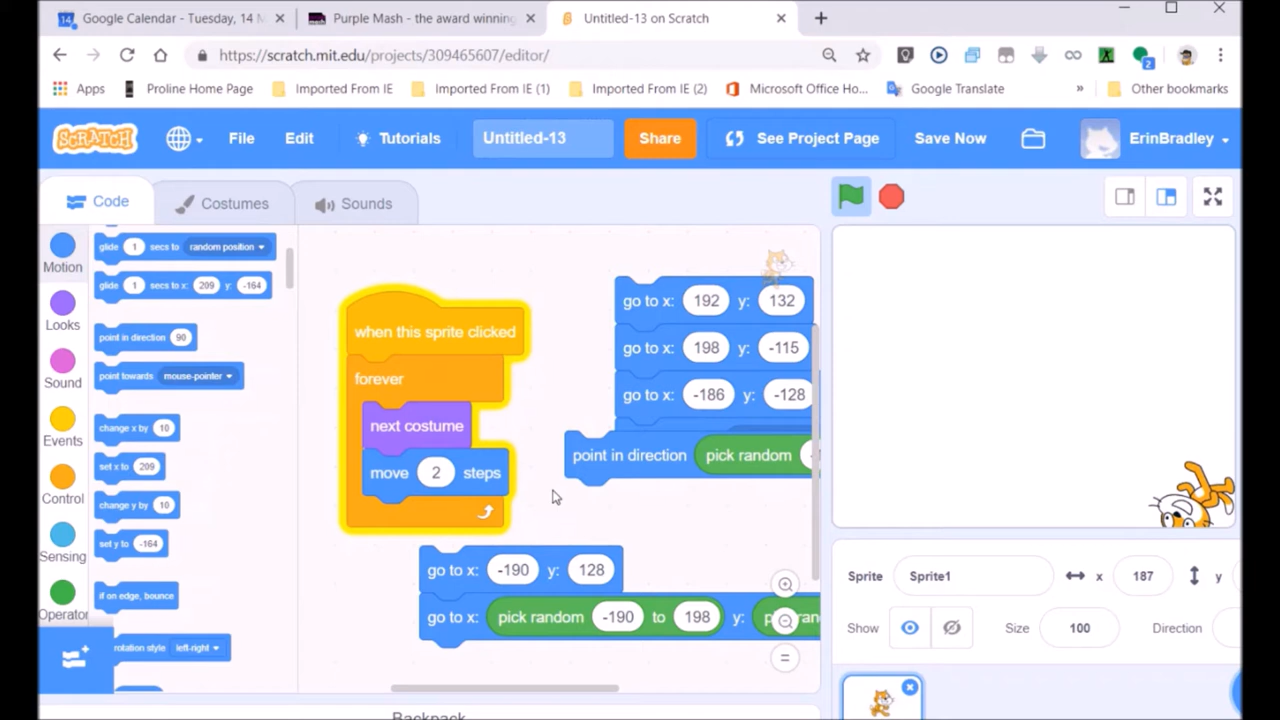 Google Calendar - Tuesday, 14 M
Purple Mash - the award winning
Untitled-13 on Scratch
https://scratch.mit.edu/projects/309465607/editor/
Apps
Proline Home Page
Imported From IE
Imported From IE (1)
Imported From IE (2)
Microsoft Office Ho...
Google Translate
»
Other bookmarks
SCRATCH
File
Edit
Tutorials
Untitled-13
Share
See Project Page
Save Now
ErinBradley
Code
Costumes
Sounds
Motion
Looks
Sound
Events
Control
Sensing
Operator
glide 1 secs to random position
glide 1 secs to x: 209 y: -164
point in direction 90
point towards mouse-pointer
change x by 10
set x to 209
change y by 10
set y to -164
if on edge, bounce
rotation style left-right
when this sprite clicked
forever
next costume
move 2 steps
go to x: 192 y: 132
go to x: 198 y: -115
go to x: -186 y: -128
point in direction pick random
go to x: -190 y: 128
go to x: pick random -190 to 198 y:
Backpack
Sprite
Sprite1
x 187
y
Show
Size 100
Direction